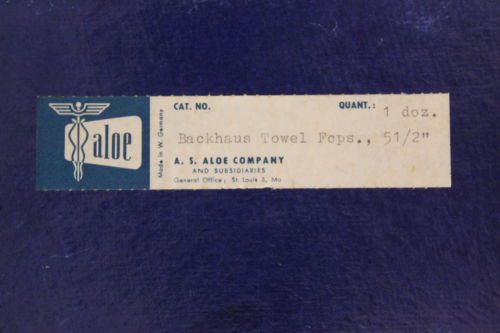 aloe
Made in W. Germany
CAT. NO. QUANT.: 1 doz.
Backhaus Towel Fcps., 51/2"
A. S. ALOE COMPANY
AND SUBSIDIARIES
General Office, St. Louis 3, Mo